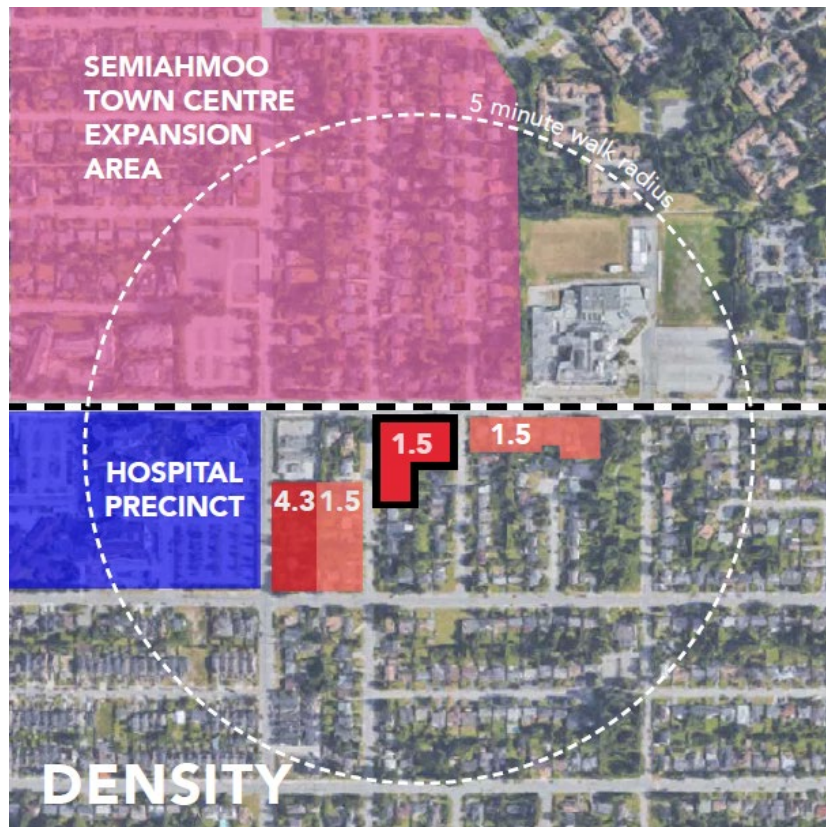 SEMIAHMOO
TOWN CENTRE
EXPANSION
AREA
5 minute walk radius
1.5
1.5
HOSPITAL
PRECINCT
4.3 1.5
DENSITY